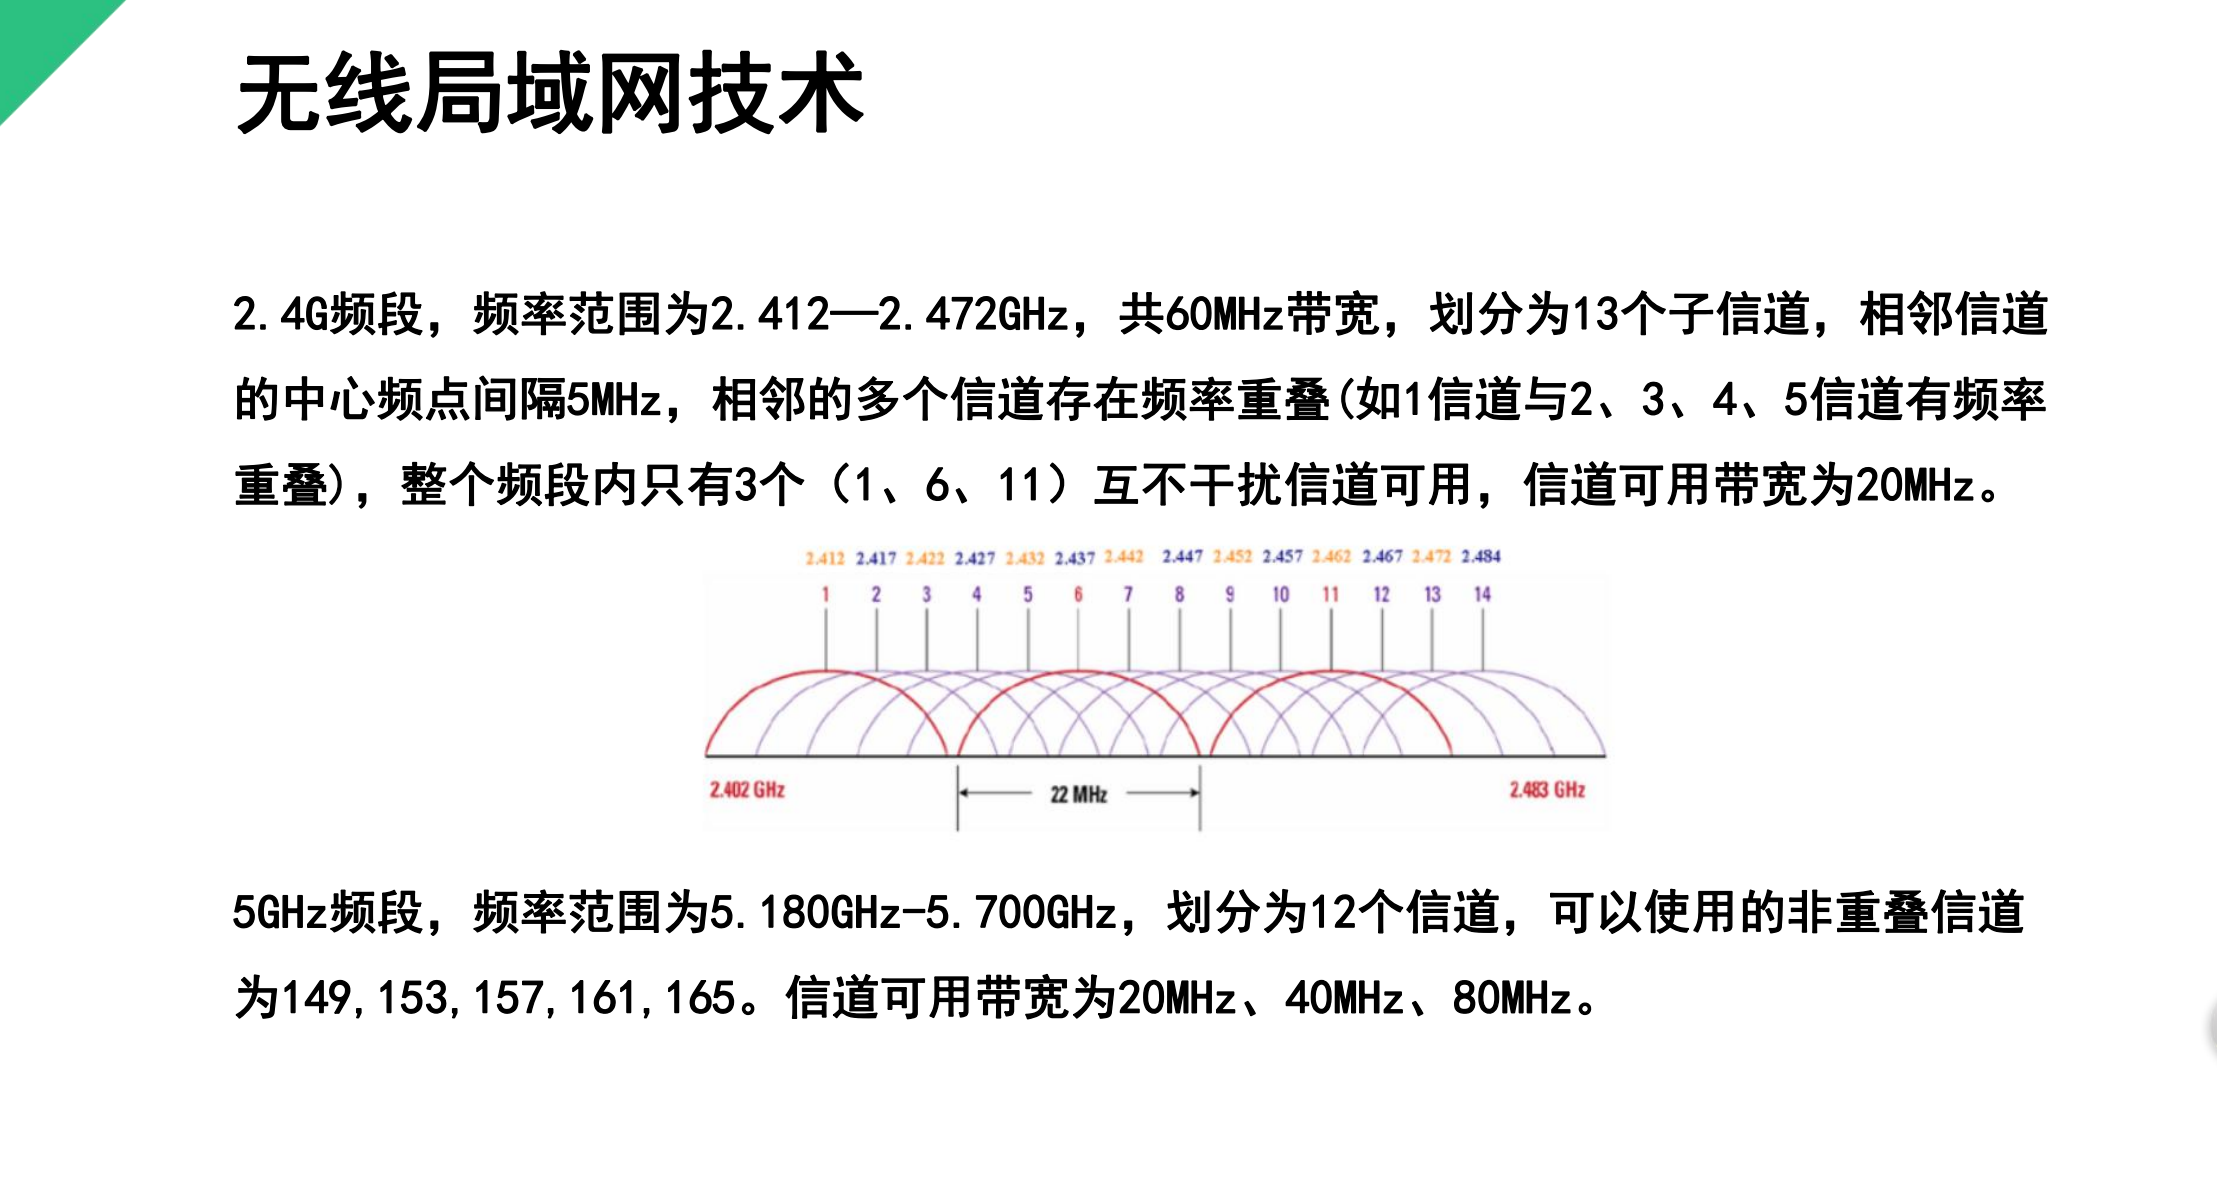 无线局域网技术
2.4G频段，频率范围为2.412—2.472GHz，共60MHz带宽，划分为13个子信道，相邻信道
的中心频点间隔5MHz，相邻的多个信道存在频率重叠(如1信道与2、3、4、5信道有频率
重叠)，整个频段内只有3个（1、6、11）互不干扰信道可用，信道可用带宽为20MHz。
2.412 2.417 2.422 2.427 2.432 2.437 2.442 2.447 2.452 2.457 2.462 2.467 2.472 2.484
1 2 3 4 5 6 7 8 9 10 11 12 13 14
2.402 GHz 22 MHz 2.483 GHz
5GHz频段，频率范围为5.180GHz-5.700GHz，划分为12个信道，可以使用的非重叠信道
为149,153,157,161,165。信道可用带宽为20MHz、40MHz、80MHz。